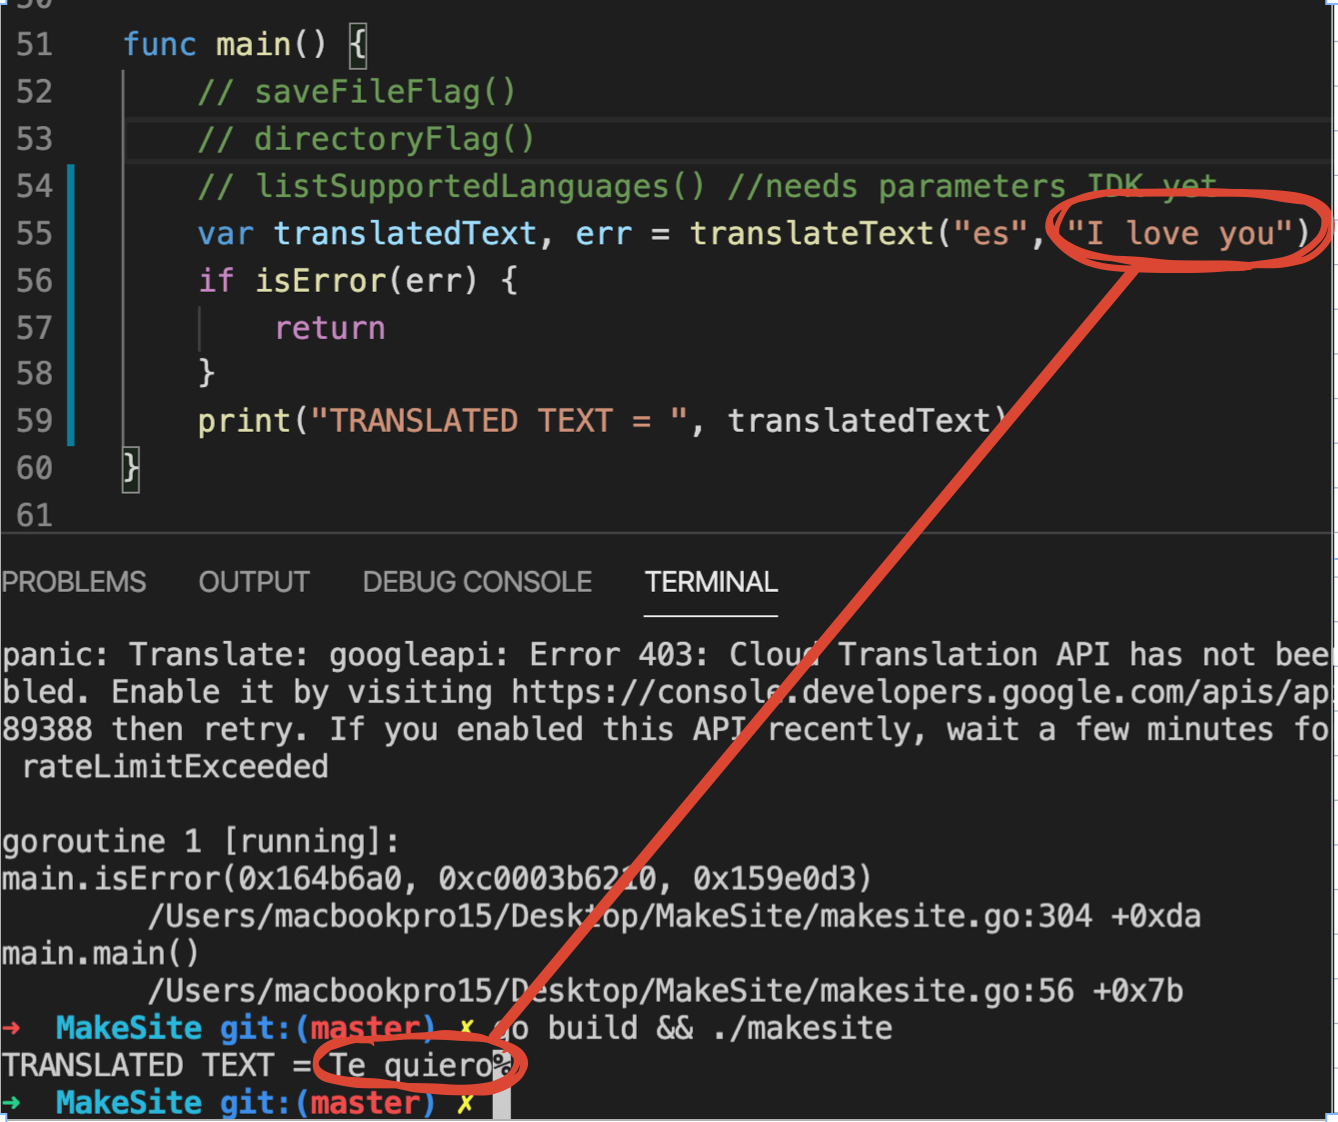 51 func main() {
52 // saveFileFlag()
53 // directoryFlag()
54 // listSupportedLanguages() //needs parameters IDK yet
55 var translatedText, err = translateText("es", "I love you")
56 if isError(err) {
57 return
58 }
59 print("TRANSLATED TEXT = ", translatedText)
60 }
61
PROBLEMS OUTPUT DEBUG CONSOLE TERMINAL
panic: Translate: googleapi: Error 403: Cloud Translation API has not bee
bled. Enable it by visiting https://console.developers.google.com/apis/ap
89388 then retry. If you enabled this API recently, wait a few minutes fo
rateLimitExceeded
goroutine 1 [running]:
main.isError(0x164b6a0, 0xc0003b6210, 0x159e0d3)
/Users/macbookpro15/Desktop/MakeSite/makesite.go:304 +0xda
main.main()
/Users/macbookpro15/Desktop/MakeSite/makesite.go:56 +0x7b
➜ MakeSite git:(master) ✗ go build && ./makesite
TRANSLATED TEXT = Te quiero%
➜ MakeSite git:(master) ✗